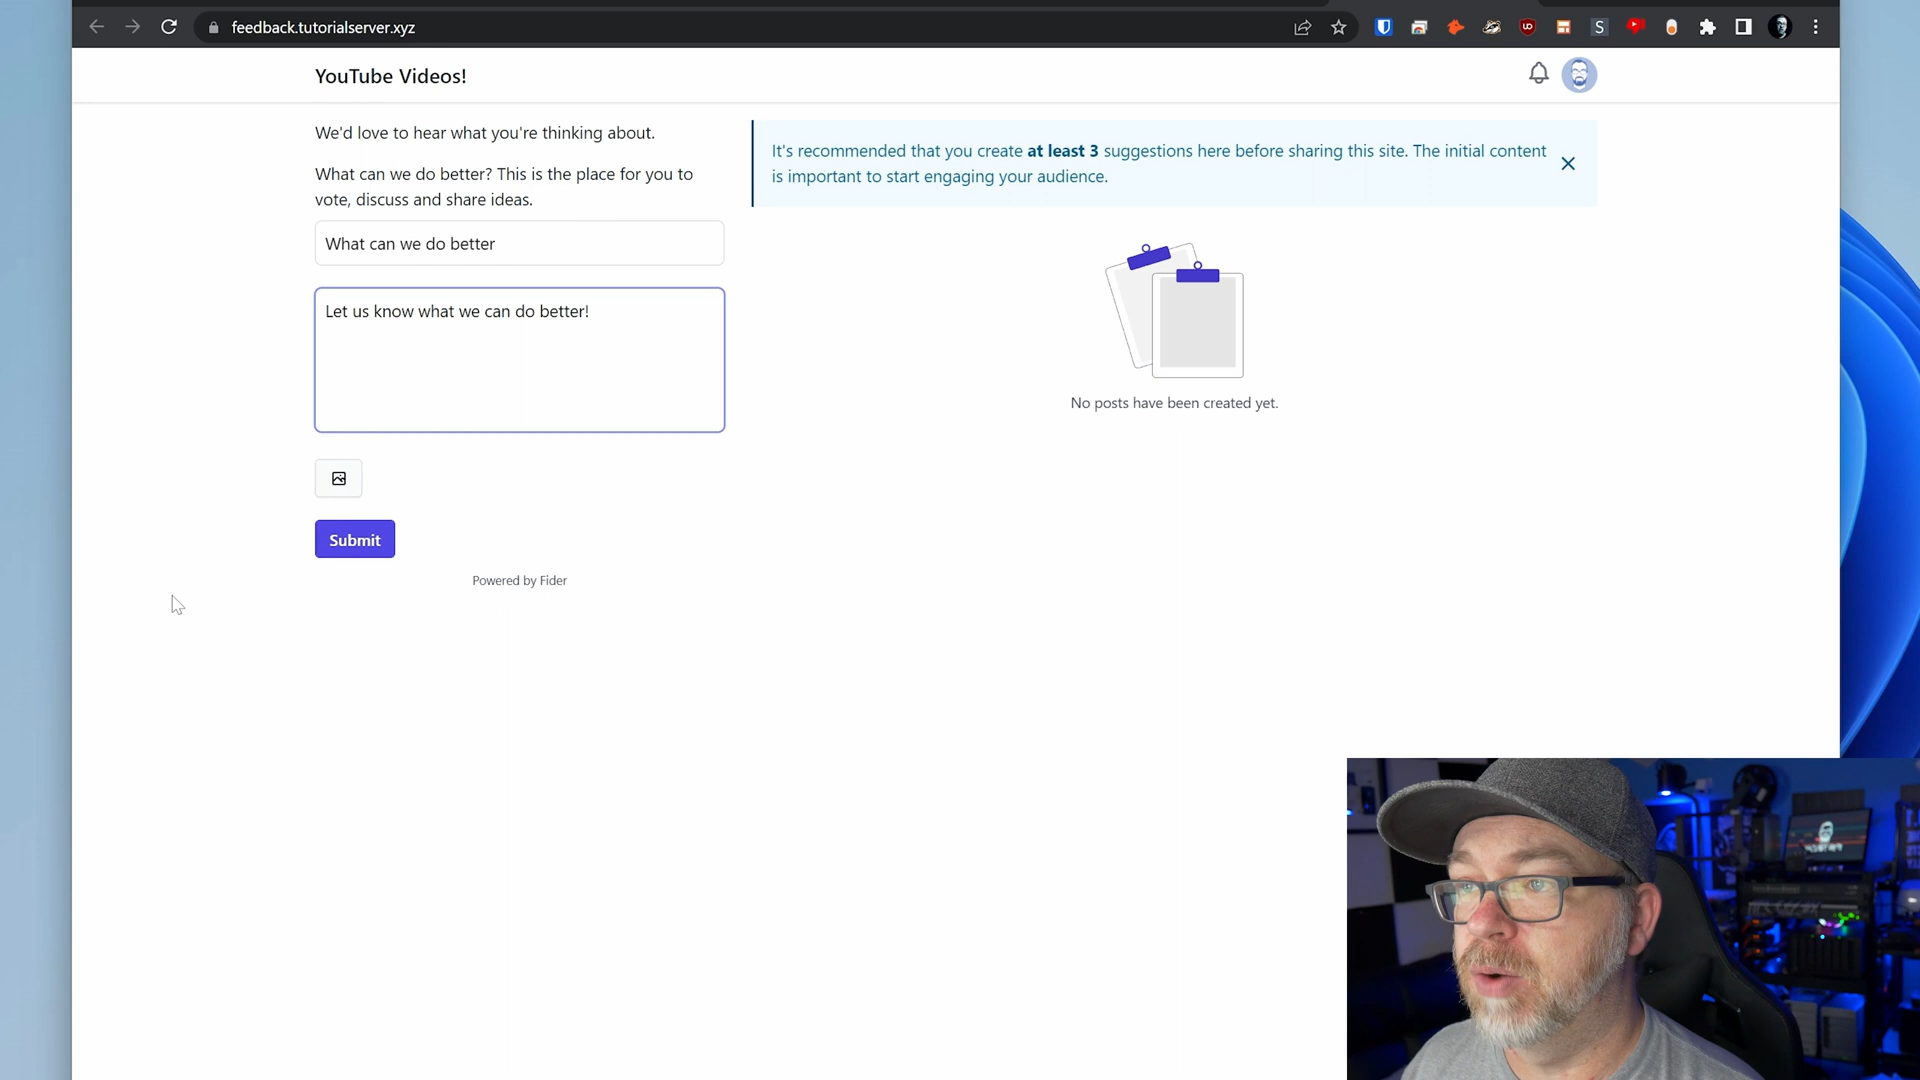 feedback.tutorialserver.xyz
YouTube Videos!
We'd love to hear what you're thinking about.
What can we do better? This is the place for you to
vote, discuss and share ideas.
What can we do better
Let us know what we can do better!
Submit
Powered by Fider
It's recommended that you create at least 3 suggestions here before sharing this site. The initial content
is important to start engaging your audience.
No posts have been created yet.